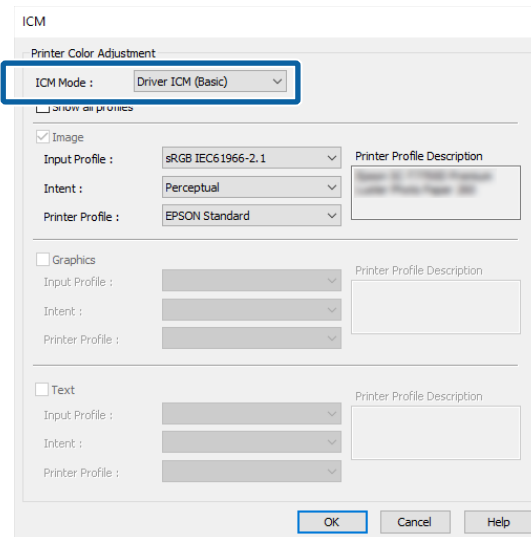 ICM
Printer Color Adjustment
ICM Mode : Driver ICM (Basic)
Show all profiles
Image
Input Profile : sRGB IEC61966-2.1 Printer Profile Description
Intent : Perceptual
Printer Profile : EPSON Standard
Graphics
Input Profile : Printer Profile Description
Intent :
Printer Profile :
Text
Input Profile : Printer Profile Description
Intent :
Printer Profile :
OK Cancel Help